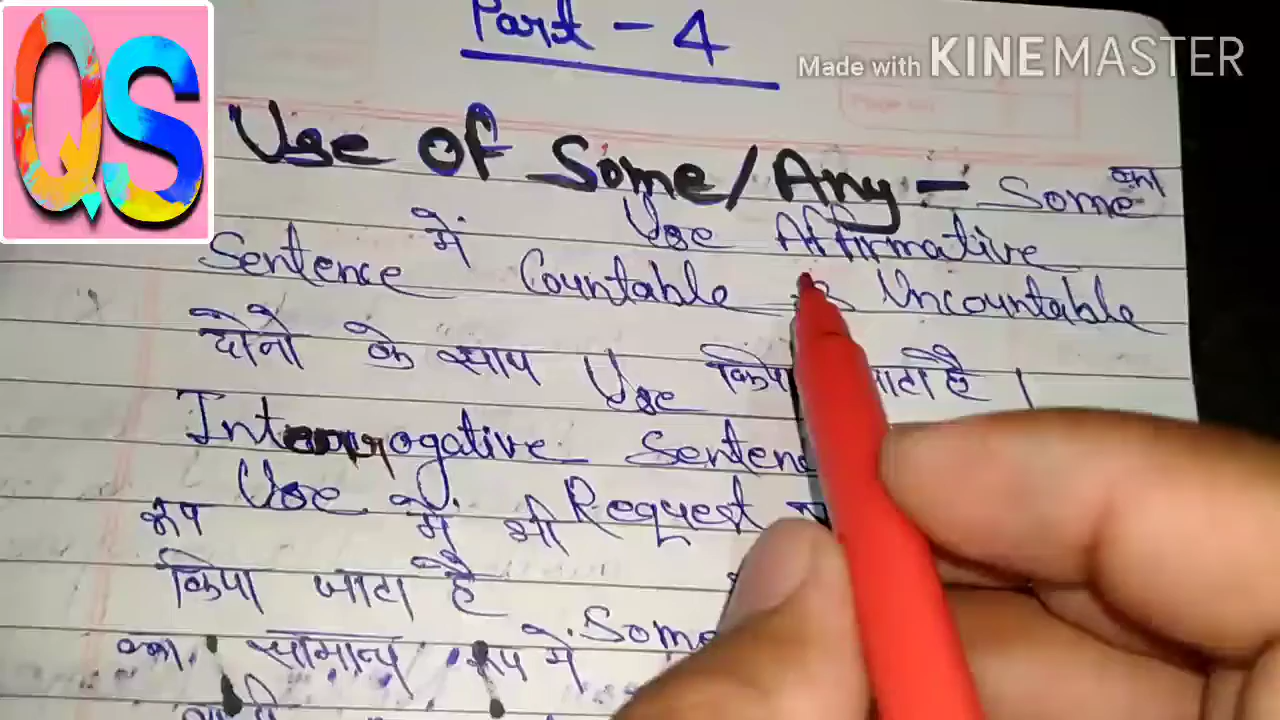 QS
Made with KINEMASTER
Part - 4
Use Of Some/Any - Some का
Use Affirmative
Sentence में Countable & Uncountable
दोनो के साथ Use किया जाता है ।
Interrogative
रूप में भी Request
Use
किया जाता है
Some
का सामान्य रूप में